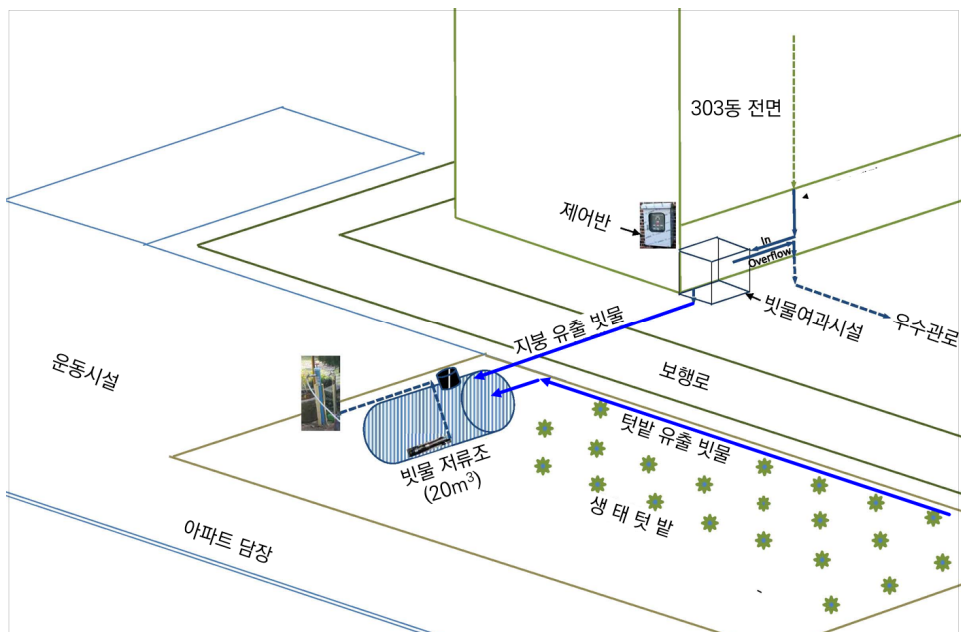 303동 전면
제어반
In
Overflow
빗물여과시설
우수관로
지붕 유출 빗물
운동시설
보행로
텃밭 유출 빗물
빗물 저류조
(20m³)
생 태 텃 밭
아파트 담장